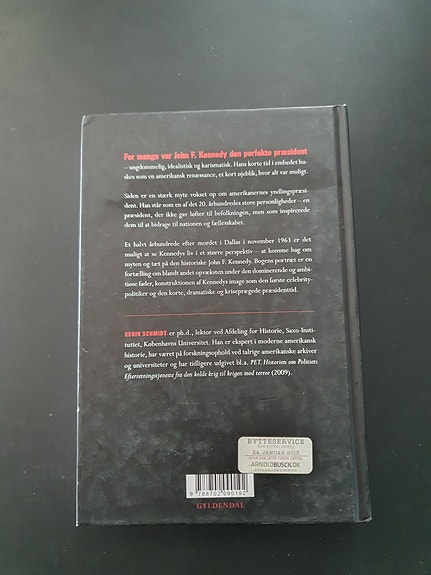 For mange var John F. Kennedy den perfekte præsident
– ungdommelig, idealistisk og karismatisk. Hans korte tid i embedet hu-
skes som en amerikansk renæssance, et kort øjeblik, hvor alt var muligt.
Siden er en stærk myte vokset op om amerikanernes yndlingspræsi-
dent. Han står som en af det 20. århundredes store personligheder – en
præsident, der ikke gav løfter til befolkningen, men som inspirerede
dem til at bidrage til nationen og fællesskabet.
Et halvt århundrede efter mordet i Dallas i november 1963 er det
muligt at se Kennedys liv i et større perspektiv – at komme bag om
myten og tæt på den historiske John F. Kennedy. Bogens portræt er en
fortælling om blandt andet opvæksten under den dominerende og ambi-
tiøse fader, konstruktionen af Kennedys image som den første celebrity-
politiker og den korte, dramatiske og kriseprægede præsidenttid.
REGIN SCHMIDT er ph.d., lektor ved Afdeling for Historie, Saxo-Insti-
tuttet, Københavns Universitet. Han er ekspert i moderne amerikansk
historie, har været på forskningsophold ved talrige amerikanske arkiver
og universiteter og har tidligere udgivet bl.a. PET. Historien om Politiets
Efterretningstjeneste fra den kolde krig til krigen mod terror (2009).
BYTTESERVICE
24. JANUAR 2013
ARNOLDBUSCK.DK
9 788702 090192
GYLDENDAL